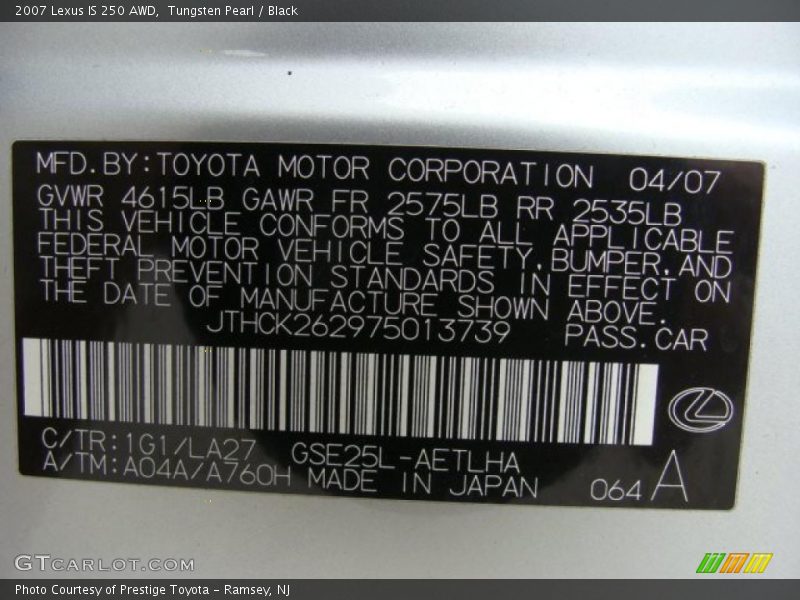 2007 Lexus IS 250 AWD,  Tungsten Pearl / Black
MFD.BY:TOYOTA MOTOR CORPORATION 04/07
GVWR 4615LB GAWR FR 2575LB RR 2535LB
THIS VEHICLE CONFORMS TO ALL APPLICABLE
FEDERAL MOTOR VEHICLE SAFETY,BUMPER,AND
THEFT PREVENTION STANDARDS IN EFFECT ON
THE DATE OF MANUFACTURE SHOWN ABOVE.
JTHCK262975013739 PASS.CAR
C/TR:1G1/LA27 GSE25L-AETLHA
A/TM:A04A/A760H MADE IN JAPAN 064 A
GTCARLOT.COM
Photo Courtesy of Prestige Toyota - Ramsey, NJ